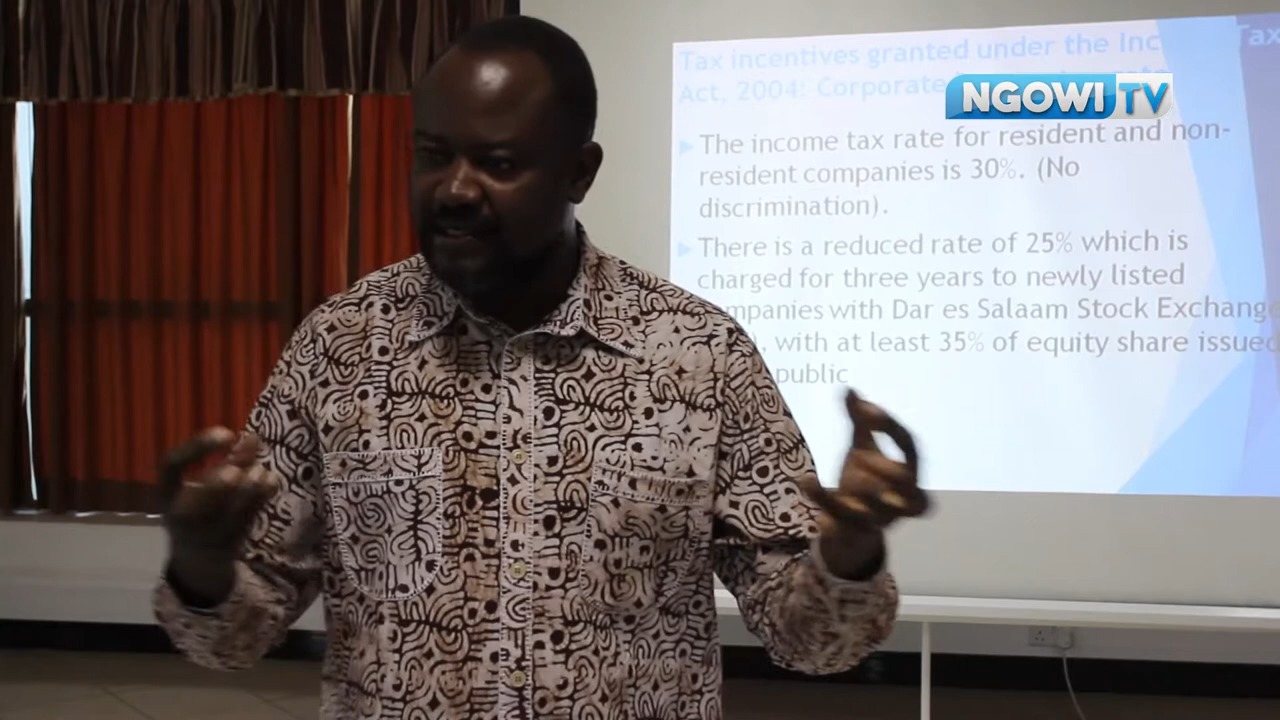 Tax incentives granted under the Inc Tax
Act, 2004: Corporate
NGOWI TV
The income tax rate for resident and non-
resident companies is 30%. (No
discrimination).
There is a reduced rate of 25% which is
charged for three years to newly listed
mpanies with Dar es Salaam Stock Exchange
, with at least 35% of equity share issued
public